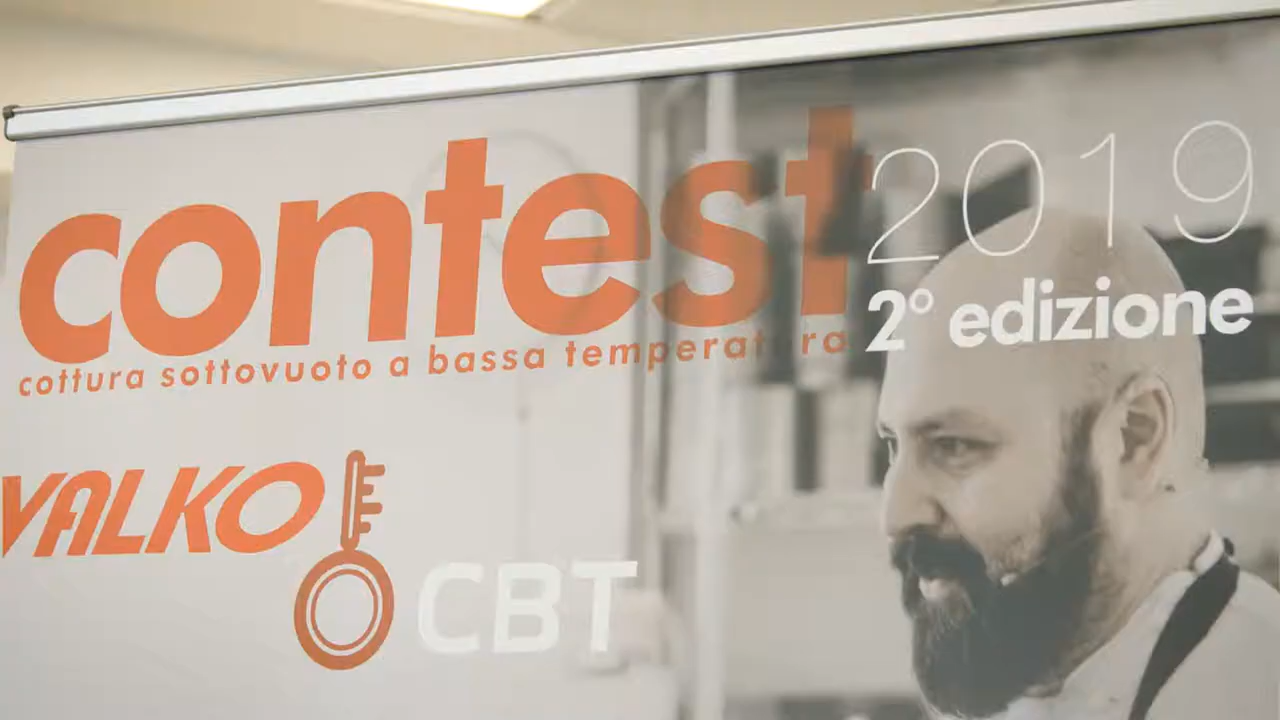 contest 2019
2° edizione
cottura sottovuoto a bassa temperatura
VALKO
CBT